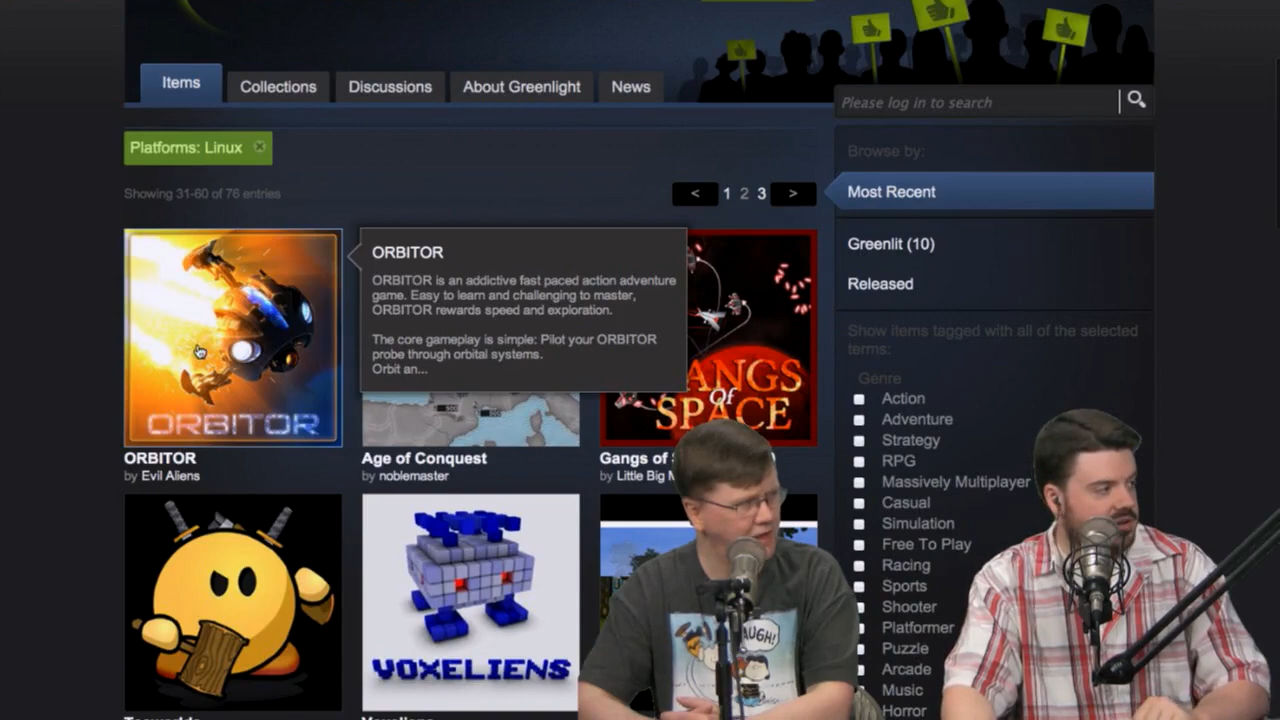 Items
Collections
Discussions
About Greenlight
News
Please log in to search
Platforms: Linux
Browse by:
Showing 31-60 of 76 entries
< 1 2 3 >
Most Recent
Greenlit (10)
Released
ORBITOR
ORBITOR is an addictive fast paced action adventure
game. Easy to learn and challenging to master,
ORBITOR rewards speed and exploration.
The core gameplay is simple: Pilot your ORBITOR
probe through orbital systems.
Orbit an...
ORBITOR
ANGS
Of
SPACE
Show items tagged with all of the selected
terms:
Genre
Action
Adventure
Strategy
RPG
Massively Multiplayer
Casual
Simulation
Free To Play
Racing
Sports
Shooter
Platformer
Puzzle
Arcade
Music
Horror
ORBITOR
by Evil Aliens
Age of Conquest
by noblemaster
Gangs of
by Little Big
VOXELIENS
AUGH!